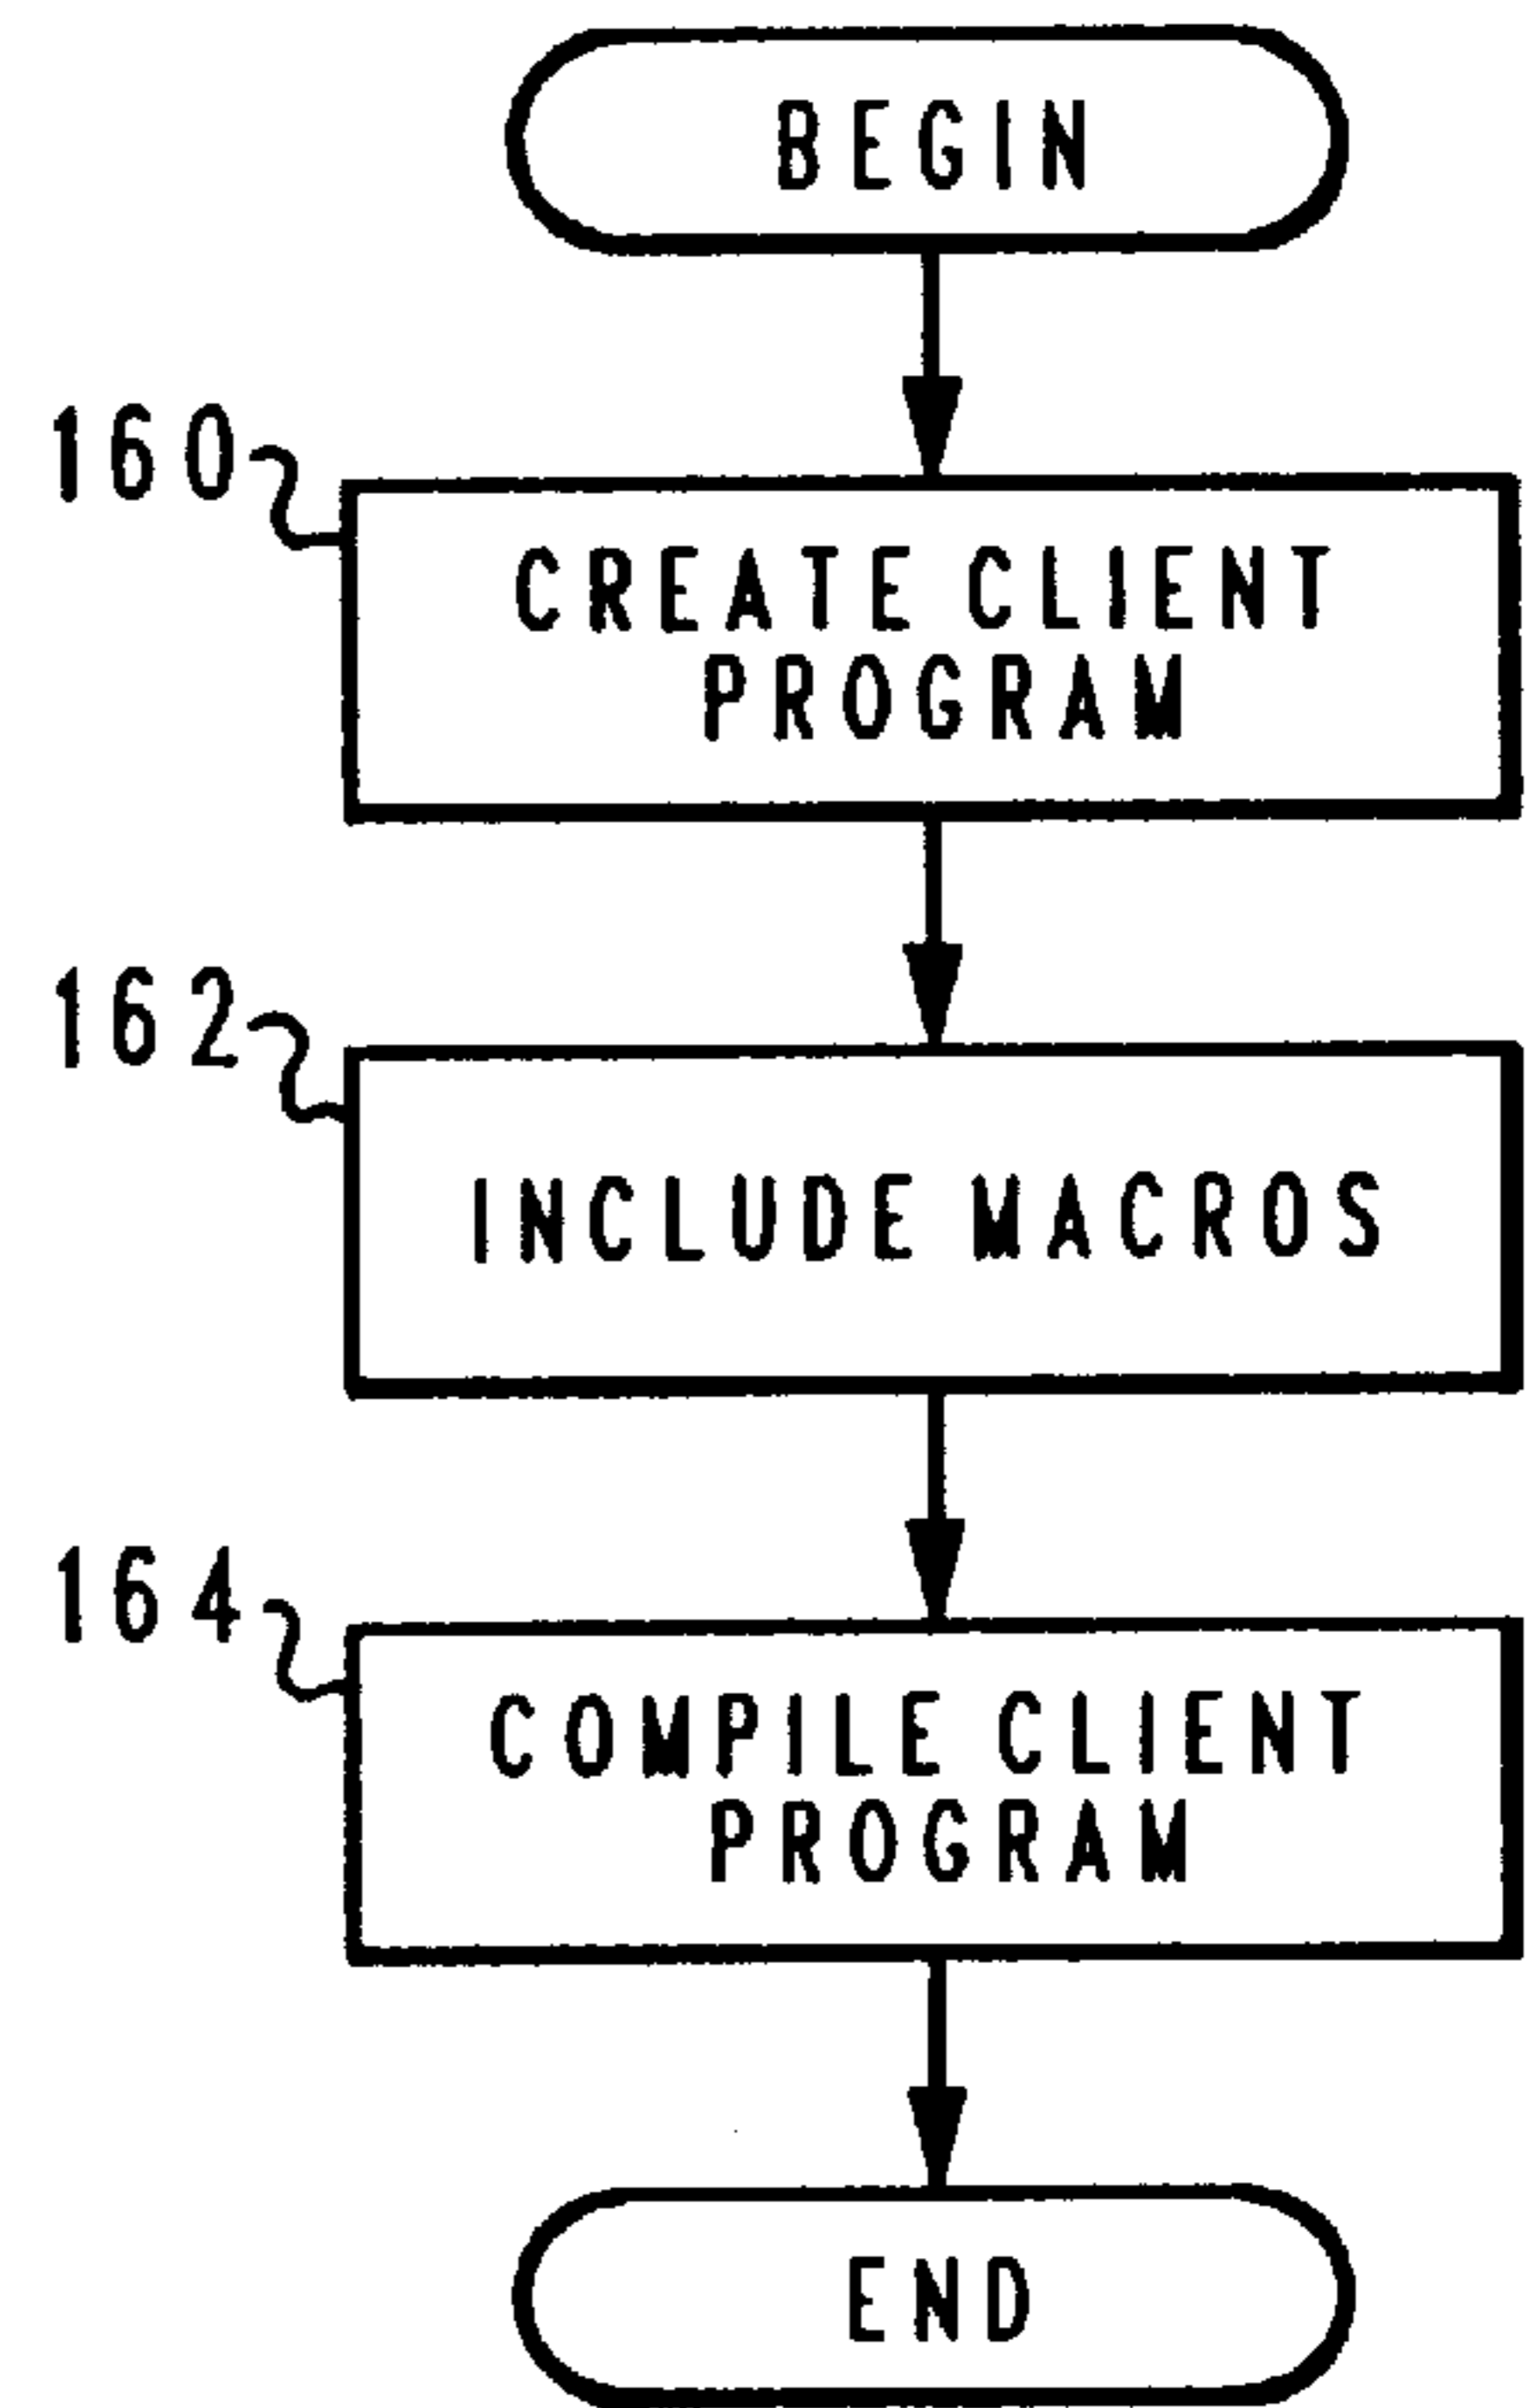 BEGIN
160
CREATE CLIENT
PROGRAM
162
INCLUDE MACROS
164
COMPILE CLIENT
PROGRAM
END